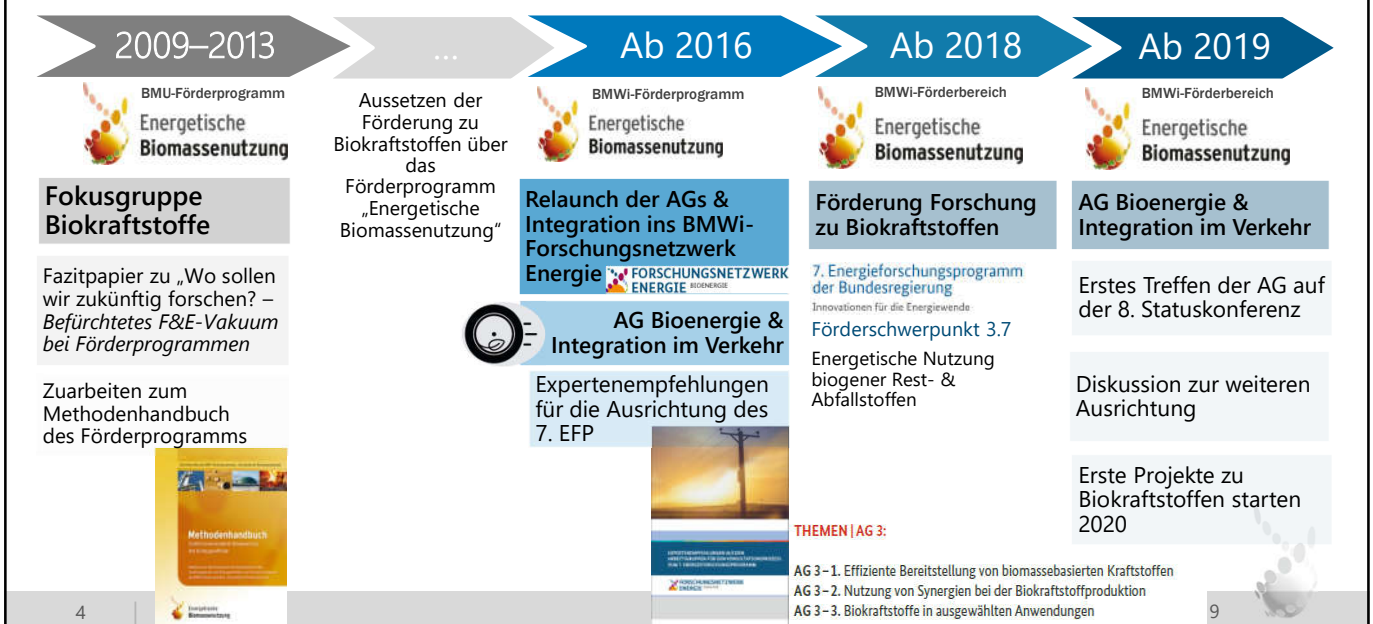 2009–2013
...
Ab 2016
Ab 2018
Ab 2019
BMU-Förderprogramm
Energetische
Biomassenutzung
Fokusgruppe
Biokraftstoffe
Fazitpapier zu „Wo sollen
wir zukünftig forschen? –
Befürchtetes F&E-Vakuum
bei Förderprogrammen
Zuarbeiten zum
Methodenhandbuch
des Förderprogramms
Methodenhandbuch
Energetische
Biomassenutzung
Aussetzen der
Förderung zu
Biokraftstoffen über
das
Förderprogramm
„Energetische
Biomassenutzung“
BMWi-Förderprogramm
Energetische
Biomassenutzung
Relaunch der AGs &
Integration ins BMWi-
Forschungsnetzwerk
Energie
FORSCHUNGSNETZWERK
ENERGIE BIOENERGIE
AG Bioenergie &
Integration im Verkehr
Expertenempfehlungen
für die Ausrichtung des
7. EFP
FORSCHUNGSNETZWERK
ENERGIE
BMWi-Förderbereich
Energetische
Biomassenutzung
Förderung Forschung
zu Biokraftstoffen
7. Energieforschungsprogramm
der Bundesregierung
Innovationen für die Energiewende
Förderschwerpunkt 3.7
Energetische Nutzung
biogener Rest- &
Abfallstoffen
THEMEN | AG 3:
AG 3 – 1. Effiziente Bereitstellung von biomassebasierten Kraftstoffen
AG 3 – 2. Nutzung von Synergien bei der Biokraftstoffproduktion
AG 3 – 3. Biokraftstoffe in ausgewählten Anwendungen
BMWi-Förderbereich
Energetische
Biomassenutzung
AG Bioenergie &
Integration im Verkehr
Erstes Treffen der AG auf
der 8. Statuskonferenz
Diskussion zur weiteren
Ausrichtung
Erste Projekte zu
Biokraftstoffen starten
2020
4
9